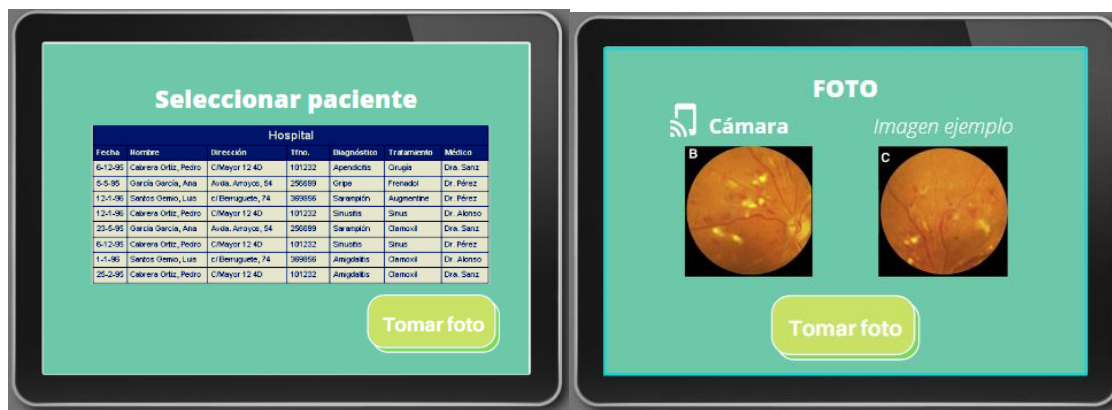 Seleccionar paciente
Hospital
Fecha Nombre Dirección Tfno. Diagnóstico Tratamiento Médico
6-12-95 Cabrera Ortiz, Pedro C/Mayor 12 4D 101232 Apendicitis Cirugía Dra. Sanz
5-5-95 García García, Ana Avda. Arroyos, 54 256699 Gripe Frenadol Dr. Pérez
12-1-96 Santos Gemio, Luis c/ Berruguete, 74 369856 Sarampión Augmentine Dr. Pérez
12-1-96 Cabrera Ortiz, Pedro C/Mayor 12 4D 101232 Sinusitis Sinus Dr. Alonso
23-5-95 García García, Ana Avda. Arroyos, 54 256699 Sarampión Clamoxil Dra. Sanz
6-12-95 Cabrera Ortiz, Pedro C/Mayor 12 4D 101232 Sinusitis Sinus Dr. Pérez
1-1-96 Santos Gemio, Luis c/ Berruguete, 74 369856 Amigdalitis Clamoxil Dr. Alonso
25-2-95 Cabrera Ortiz, Pedro C/Mayor 12 4D 101232 Amigdalitis Clamoxil Dra. Sanz
Tomar foto
FOTO
Cámara Imagen ejemplo
B C
Tomar foto